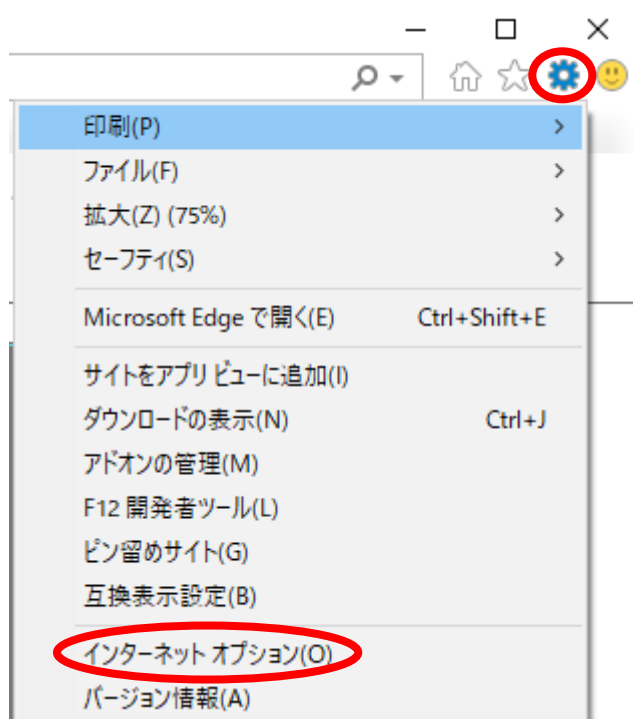 印刷(P)
ファイル(F)
拡大(Z) (75%)
セーフティ(S)
Microsoft Edge で開く(E) Ctrl+Shift+E
サイトをアプリ ビューに追加(I)
ダウンロードの表示(N) Ctrl+J
アドオンの管理(M)
F12 開発者ツール(L)
ピン留めサイト(G)
互換表示設定(B)
インターネット オプション(O)
バージョン情報(A)